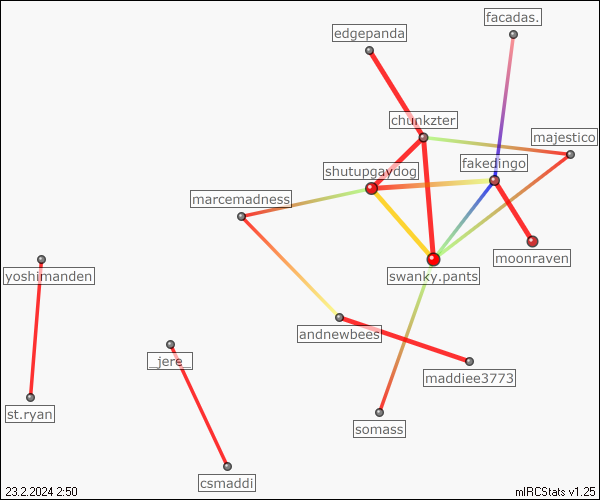 facadas.
edgepanda
chunkzter
majestico
fakedingo
shutupgaydog
marcemadness
moonraven
yoshimanden
swanky.pants
andnewbees
_jere_
maddiee3773
st.ryan
somass
csmaddi
23.2.2024 2:50
mIRCStats v1.25